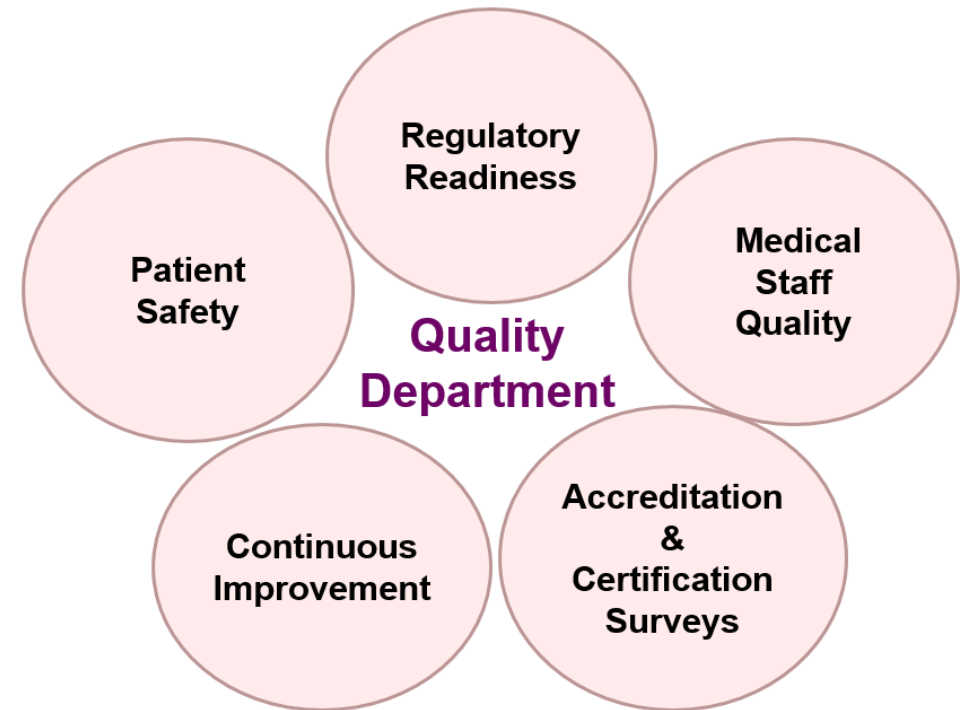 Regulatory
Readiness
Patient
Safety
Medical
Staff
Quality
Quality
Department
Continuous
Improvement
Accreditation
&
Certification
Surveys